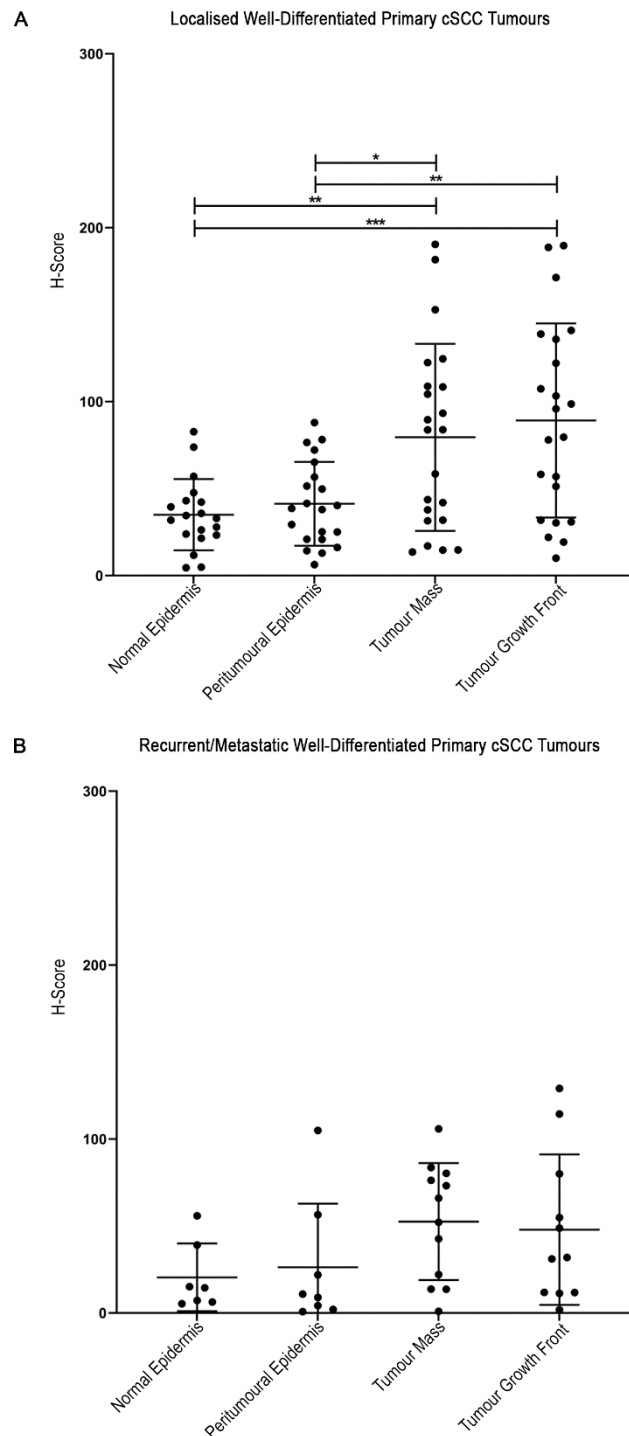 A
Localised Well-Differentiated Primary cSCC Tumours
300
200
100
0
H-Score
*
**
**
***
Normal Epidermis
Peritumoural Epidermis
Tumour Mass
Tumour Growth Front
B
Recurrent/Metastatic Well-Differentiated Primary cSCC Tumours
300
200
100
0
H-Score
Normal Epidermis
Peritumoural Epidermis
Tumour Mass
Tumour Growth Front